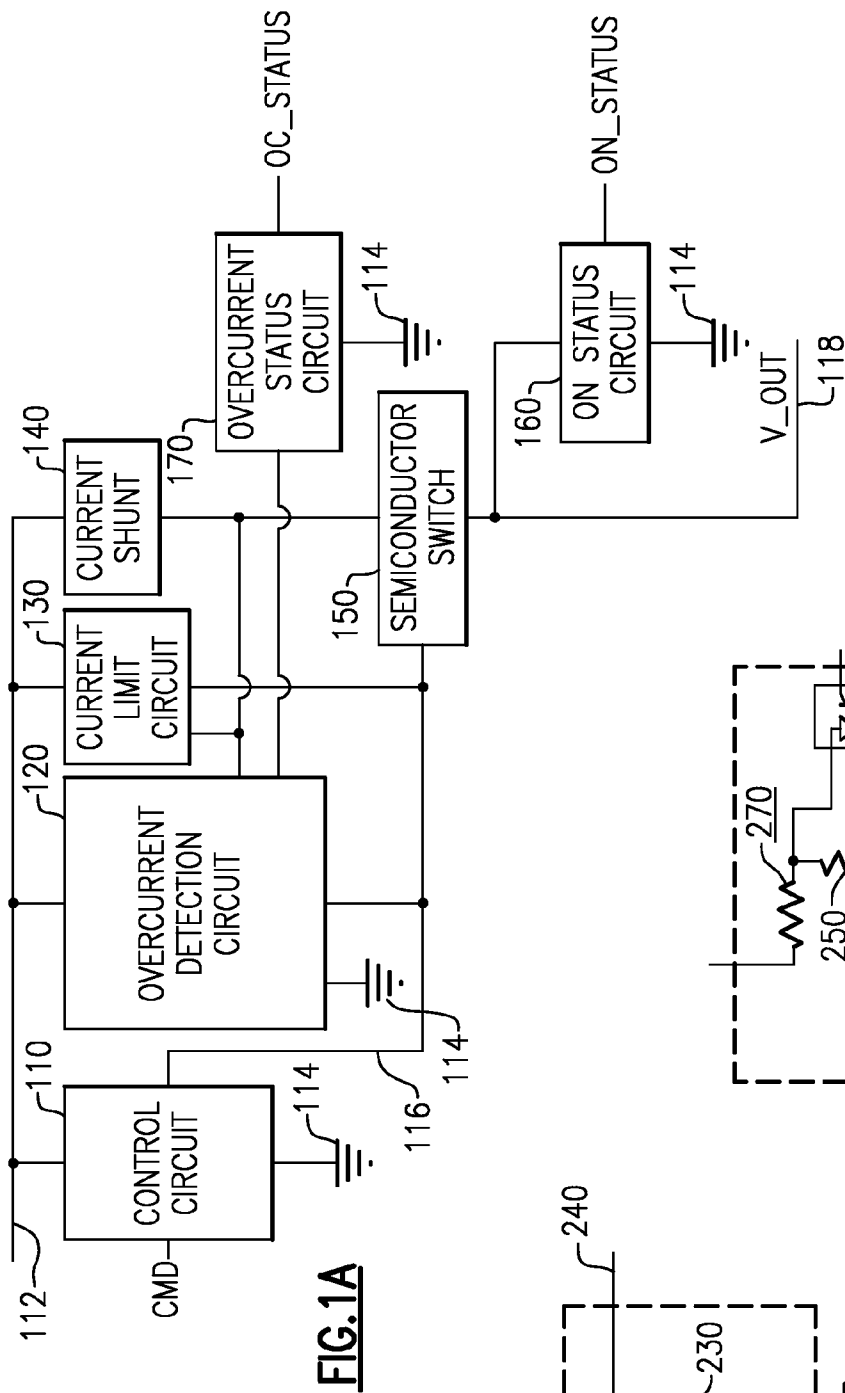 112
110
120
130
140
CMD
CONTROL
CIRCUIT
114
OVERCURRENT
DETECTION
CIRCUIT
114
CURRENT
LIMIT
CIRCUIT
CURRENT
SHUNT
170
OVERCURRENT
STATUS
CIRCUIT
OC_STATUS
114
116
150
SEMICONDUCTOR
SWITCH
160
ON STATUS
CIRCUIT
ON_STATUS
114
V_OUT
118
FIG.1A
240
230
270
250